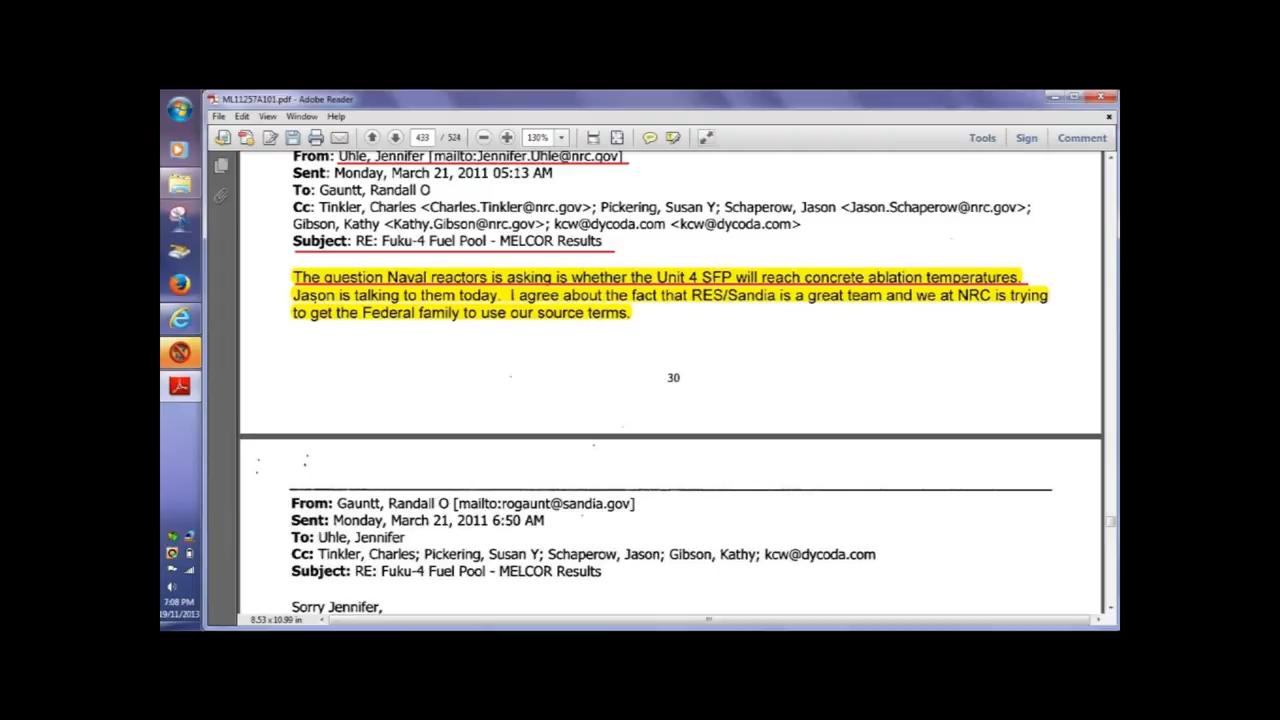 ML11257A101.pdf - Adobe Reader
File Edit View Window Help
433 / 524 130% Tools Sign Comment
From: Uhle, Jennifer [mailto:Jennifer.Uhle@nrc.gov]
Sent: Monday, March 21, 2011 05:13 AM
To: Gauntt, Randall O
Cc: Tinkler, Charles <Charles.Tinkler@nrc.gov>; Pickering, Susan Y; Schaperow, Jason <Jason.Schaperow@nrc.gov>;
Gibson, Kathy <Kathy.Gibson@nrc.gov>; kcw@dycoda.com <kcw@dycoda.com>
Subject: RE: Fuku-4 Fuel Pool - MELCOR Results
The question Naval reactors is asking is whether the Unit 4 SFP will reach concrete ablation temperatures.
Jason is talking to them today. I agree about the fact that RES/Sandia is a great team and we at NRC is trying
to get the Federal family to use our source terms.
30
From: Gauntt, Randall O [mailto:rogaunt@sandia.gov]
Sent: Monday, March 21, 2011 6:50 AM
To: Uhle, Jennifer
Cc: Tinkler, Charles; Pickering, Susan Y; Schaperow, Jason; Gibson, Kathy; kcw@dycoda.com
Subject: RE: Fuku-4 Fuel Pool - MELCOR Results
Sorry Jennifer,
7:08 PM
19/11/2013
8.53 x 10.99 in